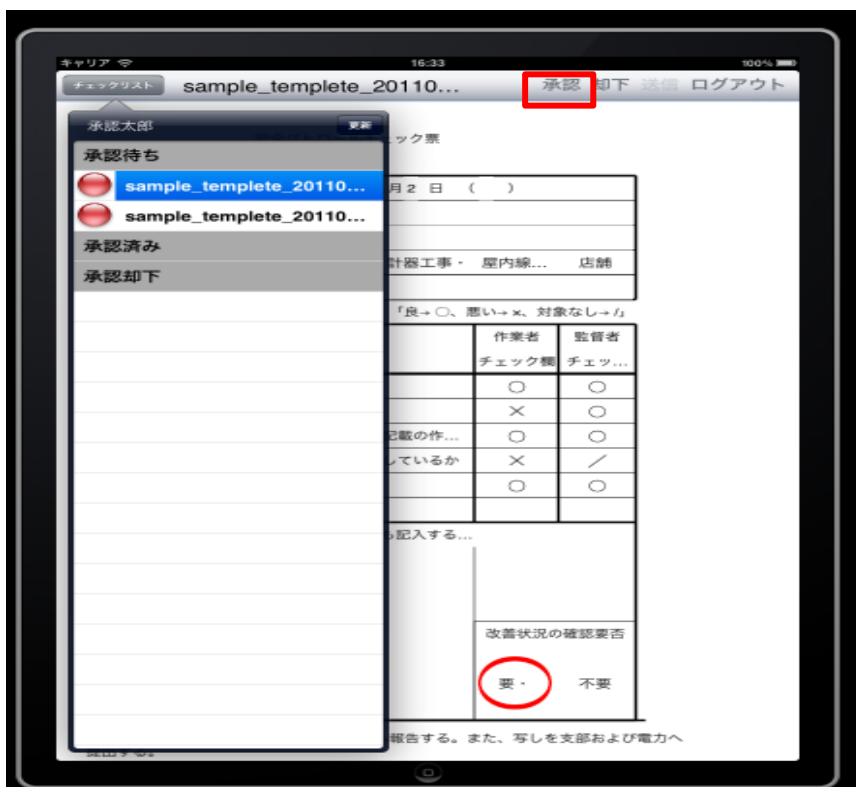 キャリア 16:33 100%
チェックリスト sample_templete_20110... 承認 却下 送信 ログアウト
承認太郎 更新
ック票
承認待ち
sample_templete_20110...
月2 日 ( )
sample_templete_20110...
承認済み
計器工事・ 屋内線... 店舗
承認却下
「良→○、悪い→×、対象なし→/」
作業者 監督者
チェック欄 チェッ...
○ ○
× ○
記載の作... ○ ○
しているか × /
○ ○
記入する...
改善状況の確認要否
要・ 不要
報告する。また、写しを支部および電力へ